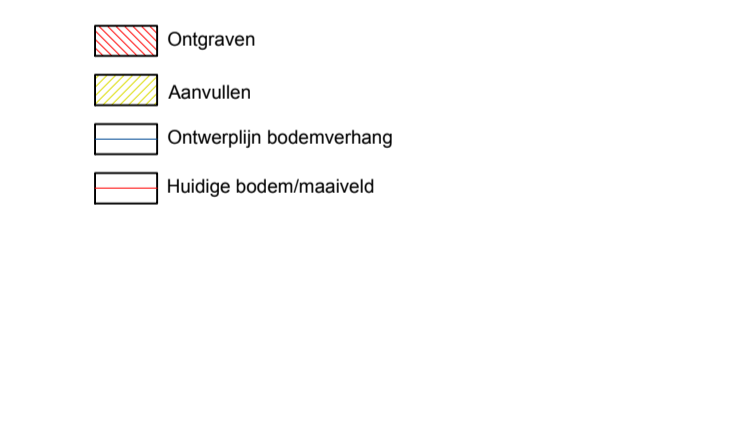 Ontgraven
Aanvullen
Ontwerplijn bodemverhang
Huidige bodem/maaiveld